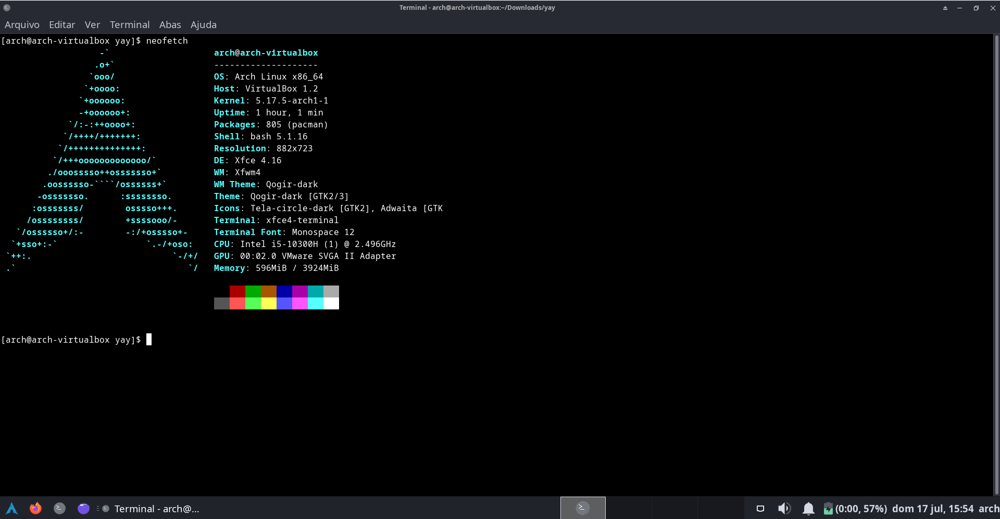 Terminal - arch@arch-virtualbox:~/Downloads/yay
Arquivo Editar Ver Terminal Abas Ajuda
[arch@arch-virtualbox yay]$ neofetch
                   -`                    arch@arch-virtualbox
                  .o+`                   --------------------
                 `ooo/                   OS: Arch Linux x86_64
                `+oooo:                  Host: VirtualBox 1.2
               `+oooooo:                 Kernel: 5.17.5-arch1-1
               -+oooooo+:                Uptime: 1 hour, 1 min
             `/:-:++oooo+:               Packages: 805 (pacman)
            `/++++/+++++++:              Shell: bash 5.1.16
           `/++++++++++++++:             Resolution: 882x723
          `/+++ooooooooooooo/`           DE: Xfce 4.16
         ./ooosssso++osssssso+`          WM: Xfwm4
        .oossssso-````/ossssss+`         WM Theme: Qogir-dark
       -osssssso.      :ssssssso.        Theme: Qogir-dark [GTK2/3]
      :osssssss/        osssso+++.       Icons: Tela-circle-dark [GTK2], Adwaita [GTK
     /ossssssss/        +ssssooo/-       Terminal: xfce4-terminal
   `/ossssso+/:-        -:/+osssso+-     Terminal Font: Monospace 12
  `+sso+:-`                 `.-/+oso:    CPU: Intel i5-10300H (1) @ 2.496GHz
 `++:.                           `-/+/   GPU: 00:02.0 VMware SVGA II Adapter
 .`                                 `/   Memory: 596MiB / 3924MiB
[arch@arch-virtualbox yay]$
Terminal - arch@... (0:00, 57%) dom 17 jul, 15:54 arch